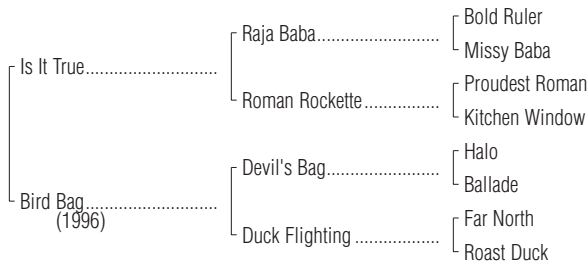 Bold Ruler
Raja Baba
Missy Baba
Is It True
Proudest Roman
Roman Rockette
Kitchen Window
Halo
Devil's Bag
Ballade
Bird Bag
(1996)
Far North
Duck Flighting
Roast Duck